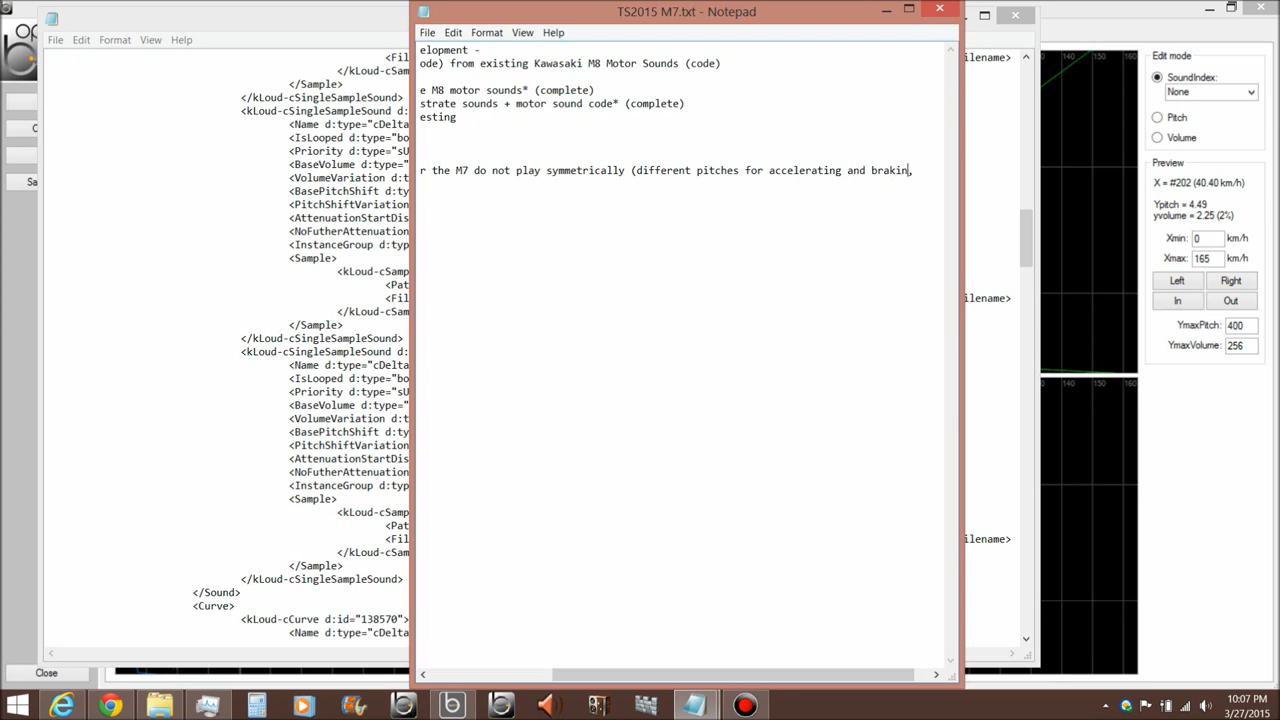 TS2015 M7.txt - Notepad
File Edit Format View Help
elopment -
ode) from existing Kawasaki M8 Motor Sounds (code)
e M8 motor sounds* (complete)
strate sounds + motor sound code* (complete)
esting
r the M7 do not play symmetrically (different pitches for accelerating and brakin,
op
File Edit Format View Help
<Fil
</kLoud-cSam
</Sample>
</kLoud-cSingleSampleSound>
<kLoud-cSingleSampleSound d:
<Name d:type="cDelta
<IsLooped d:type="bo
<Priority d:type="sU
<BaseVolume d:type="
<VolumeVariation d:t
<BasePitchShift d:ty
<PitchShiftVariation
<AttenuationStartDis
<NoFutherAttenuation
<InstanceGroup d:typ
<Sample>
<kLoud-cSamp
<Pat
<Fil
ilename>
</kLoud-cSam
</Sample>
</kLoud-cSingleSampleSound>
<kLoud-cSingleSampleSound d:
<Name d:type="cDelta
<IsLooped d:type="bo
<Priority d:type="sU
<BaseVolume d:type="
<VolumeVariation d:t
<BasePitchShift d:ty
<PitchShiftVariation
<AttenuationStartDis
<NoFutherAttenuation
<InstanceGroup d:typ
<Sample>
<kLoud-cSamp
<Pat
<Fil
ilename>
</kLoud-cSam
</Sample>
</kLoud-cSingleSampleSound>
</Sound>
<Curve>
<kLoud-cCurve d:id="138570">
<Name d:type="cDelta
Close
140 150 160
140 150 160
Edit mode
SoundIndex:
None
Pitch
Volume
Preview
X = #202 (40.40 km/h)
Ypitch = 4.49
yvolume = 2.25 (2%)
Xmin: 0 km/h
Xmax: 165 km/h
Left Right
In Out
YmaxPitch: 400
YmaxVolume: 256
10:07 PM
3/27/2015